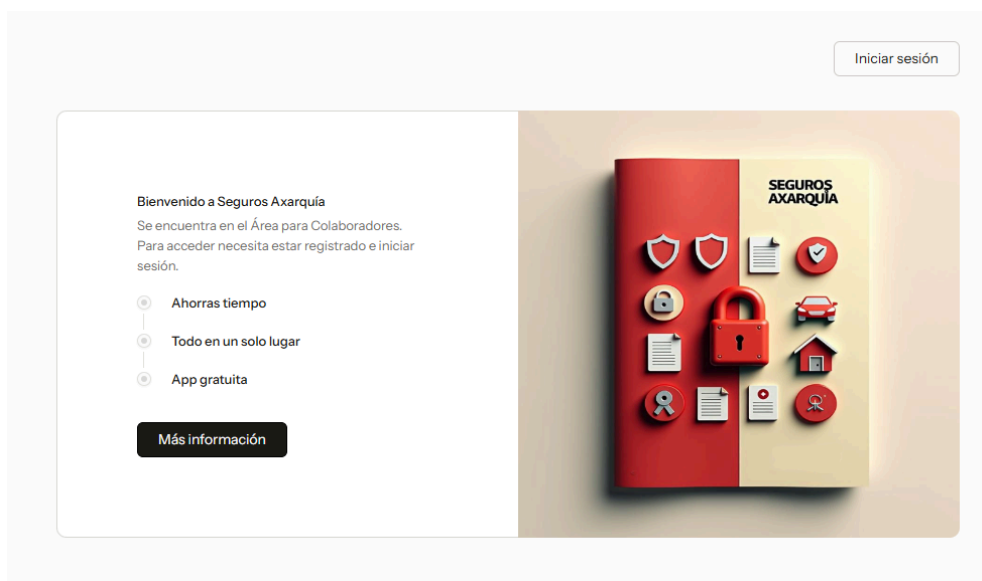 Iniciar sesión
Bienvenido a Seguros Axarquía
Se encuentra en el Área para Colaboradores.
Para acceder necesita estar registrado e iniciar
sesión.
Ahorras tiempo
Todo en un solo lugar
App gratuita
Más información
SEGUROS
AXARQUÍA